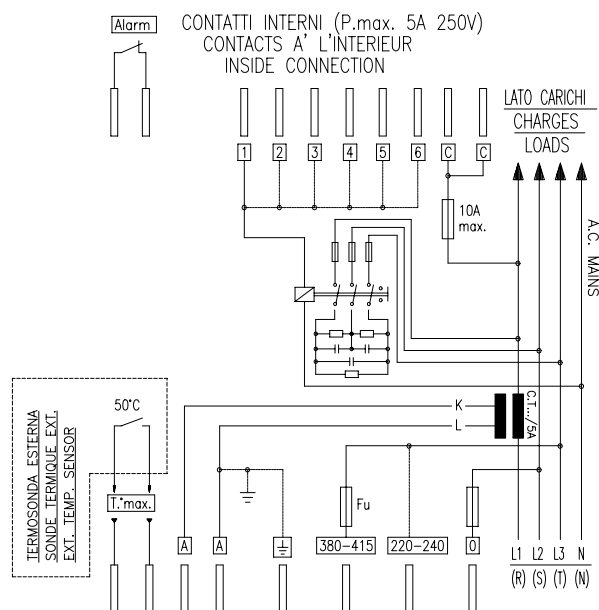 Alarm
CONTATTI INTERNI (P.max. 5A 250V)
CONTACTS A' L'INTERIEUR
INSIDE CONNECTION
LATO CARICHI
CHARGES
LOADS
1 2 3 4 5 6 C C
10A
max.
A.C. MAINS
C.T.../5A
K
L
TERMOSONDA ESTERNA
SONDE TERMIQUE EXT.
EXT. TEMP. SENSOR
50°C
T.°max.
Fu
A A 380-415 220-240 0
L1 L2 L3 N
(R) (S) (T) (N)